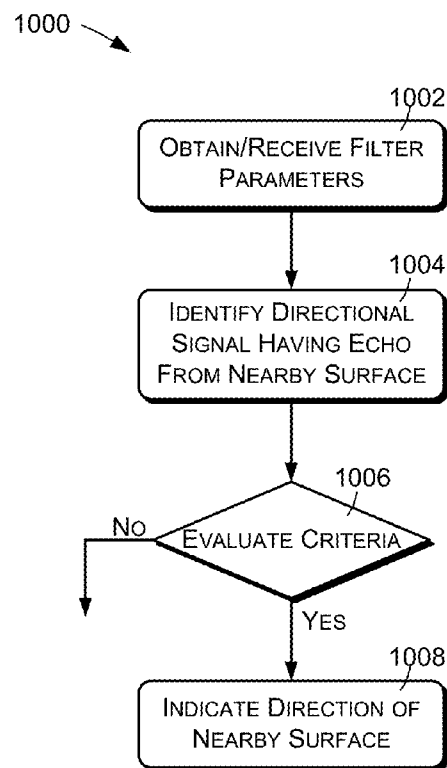 1000
1002
OBTAIN/RECEIVE FILTER
PARAMETERS
1004
IDENTIFY DIRECTIONAL
SIGNAL HAVING ECHO
FROM NEARBY SURFACE
1006
NO
EVALUATE CRITERIA
YES
1008
INDICATE DIRECTION OF
NEARBY SURFACE